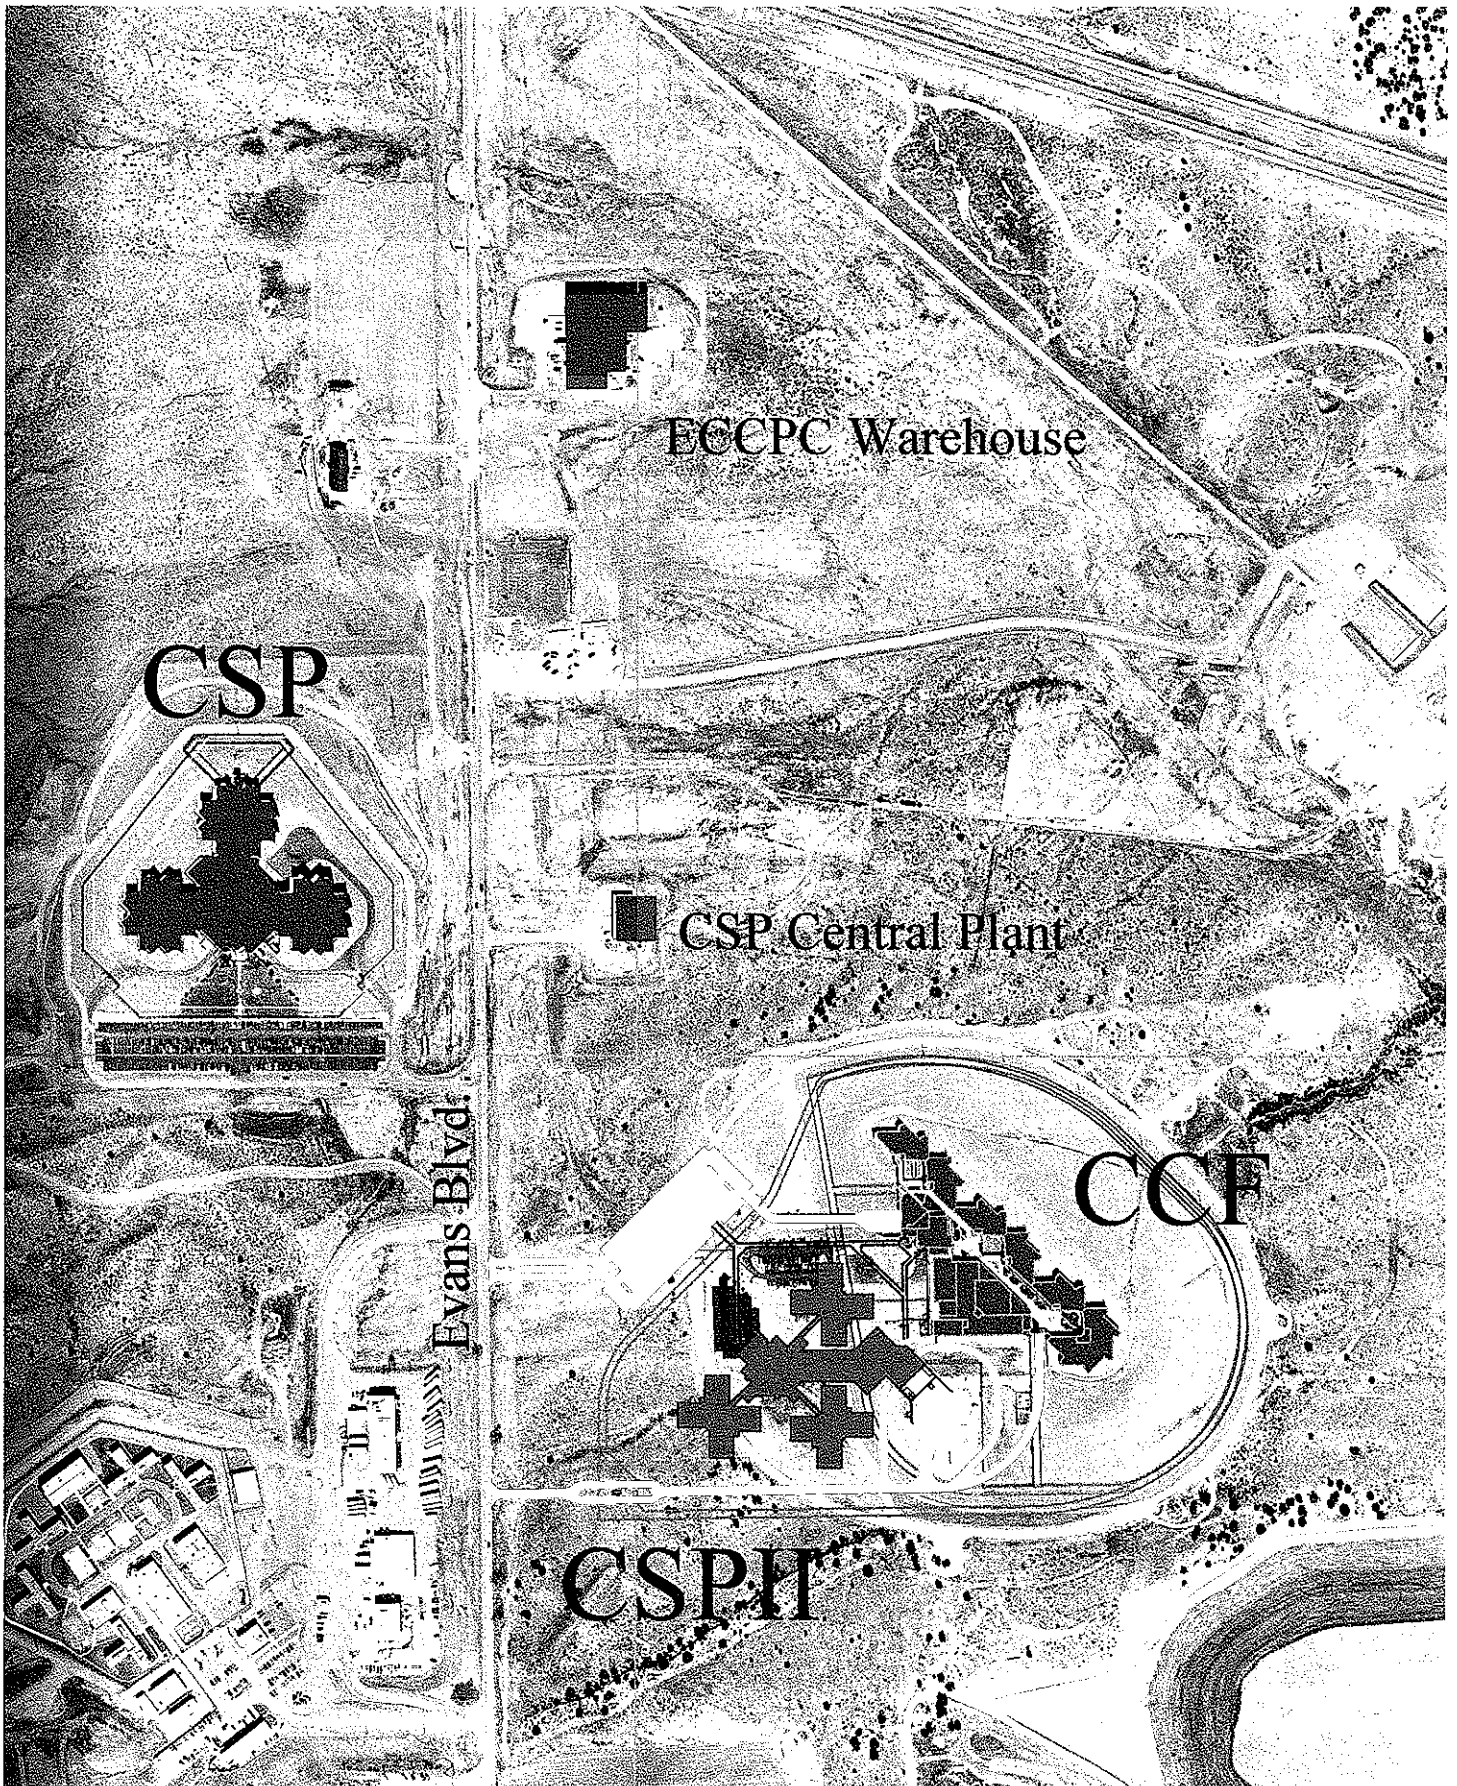 ECCPC Warehouse
CSP
CSP Central Plant
Evans Blvd.
CCF
CSPII